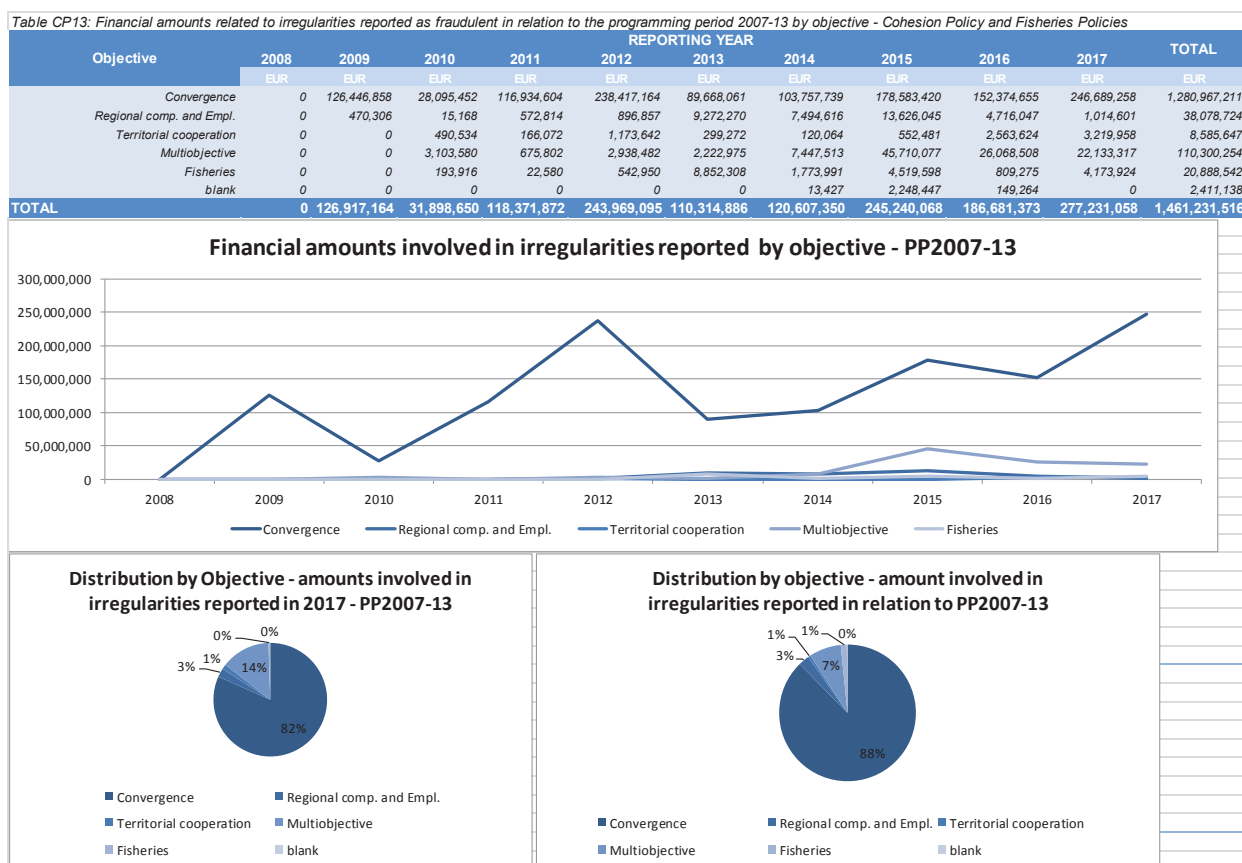 Table CP13: Financial amounts related to irregularities reported as fraudulent in relation to the programming period 2007-13 by objective - Cohesion Policy and Fisheries Policies
Objective REPORTING YEAR TOTAL
2008 2009 2010 2011 2012 2013 2014 2015 2016 2017
EUR EUR EUR EUR EUR EUR EUR EUR EUR EUR EUR
Convergence 0 126,446,858 28,095,452 116,934,604 238,417,164 89,668,061 103,757,739 178,583,420 152,374,655 246,689,258 1,280,967,211
Regional comp. and Empl. 0 470,306 15,168 572,814 896,857 9,272,270 7,494,616 13,626,045 4,716,047 1,014,601 38,078,724
Territorial cooperation 0 0 490,534 166,072 1,173,642 299,272 120,064 552,481 2,563,624 3,219,958 8,585,647
Multiobjective 0 0 3,103,580 675,802 2,938,482 2,222,975 7,447,513 45,710,077 26,068,508 22,133,317 110,300,254
Fisheries 0 0 193,916 22,580 542,950 8,852,308 1,773,991 4,519,598 809,275 4,173,924 20,888,542
blank 0 0 0 0 0 0 13,427 2,248,447 149,264 0 2,411,138
TOTAL 0 126,917,164 31,898,650 118,371,872 243,969,095 110,314,886 120,607,350 245,240,068 186,681,373 277,231,058 1,461,231,516
Financial amounts involved in irregularities reported by objective - PP2007-13
300,000,000
250,000,000
200,000,000
150,000,000
100,000,000
50,000,000
0
2008 2009 2010 2011 2012 2013 2014 2015 2016 2017
Convergence Regional comp. and Empl. Territorial cooperation Multiobjective Fisheries
Distribution by Objective - amounts involved in
irregularities reported in 2017 - PP2007-13
0% 0%
1%
3% 14%
82%
Convergence Regional comp. and Empl.
Territorial cooperation Multiobjective
Fisheries blank
Distribution by objective - amount involved in
irregularities reported in relation to PP2007-13
1% 1% 0%
3% 7%
88%
Convergence Regional comp. and Empl. Territorial cooperation
Multiobjective Fisheries blank